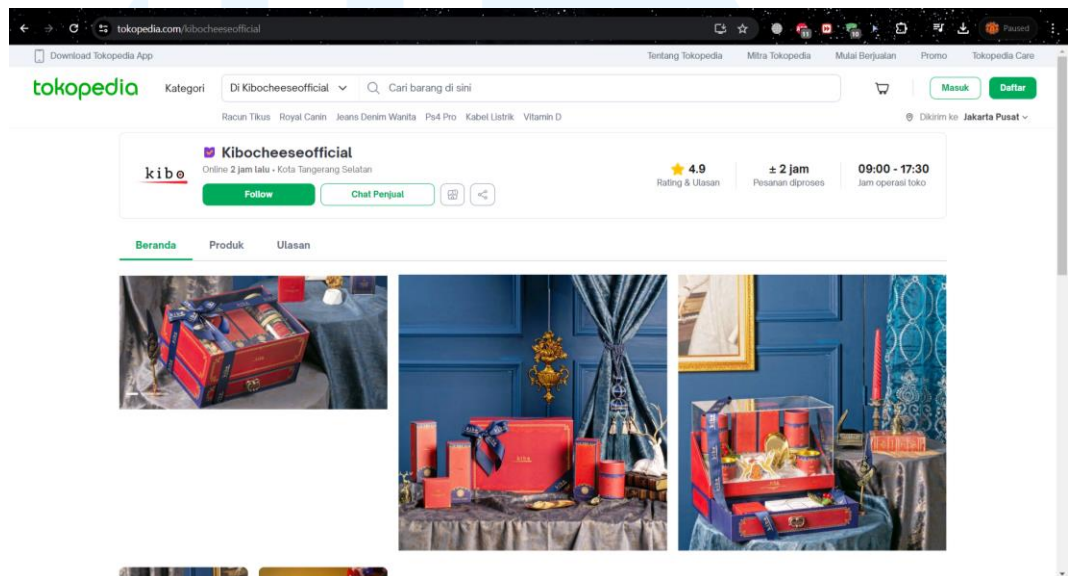 tokopedia.com/kibocheeseofficial
Paused
Download Tokopedia App
Tentang Tokopedia Mitra Tokopedia Mulai Berjualan Promo Tokopedia Care
tokopedia Kategori Di Kibocheeseofficial Cari barang di sini Masuk Daftar
Racun Tikus Royal Canin Jeans Denim Wanita Ps4 Pro Kabel Listrik Vitamin D Dikirim ke Jakarta Pusat
kibo
Kibocheeseofficial
Online 2 jam lalu • Kota Tangerang Selatan
Follow Chat Penjual
4.9 ± 2 jam 09:00 - 17:30
Rating & Ulasan Pesanan diproses Jam operasi toko
Beranda Produk Ulasan